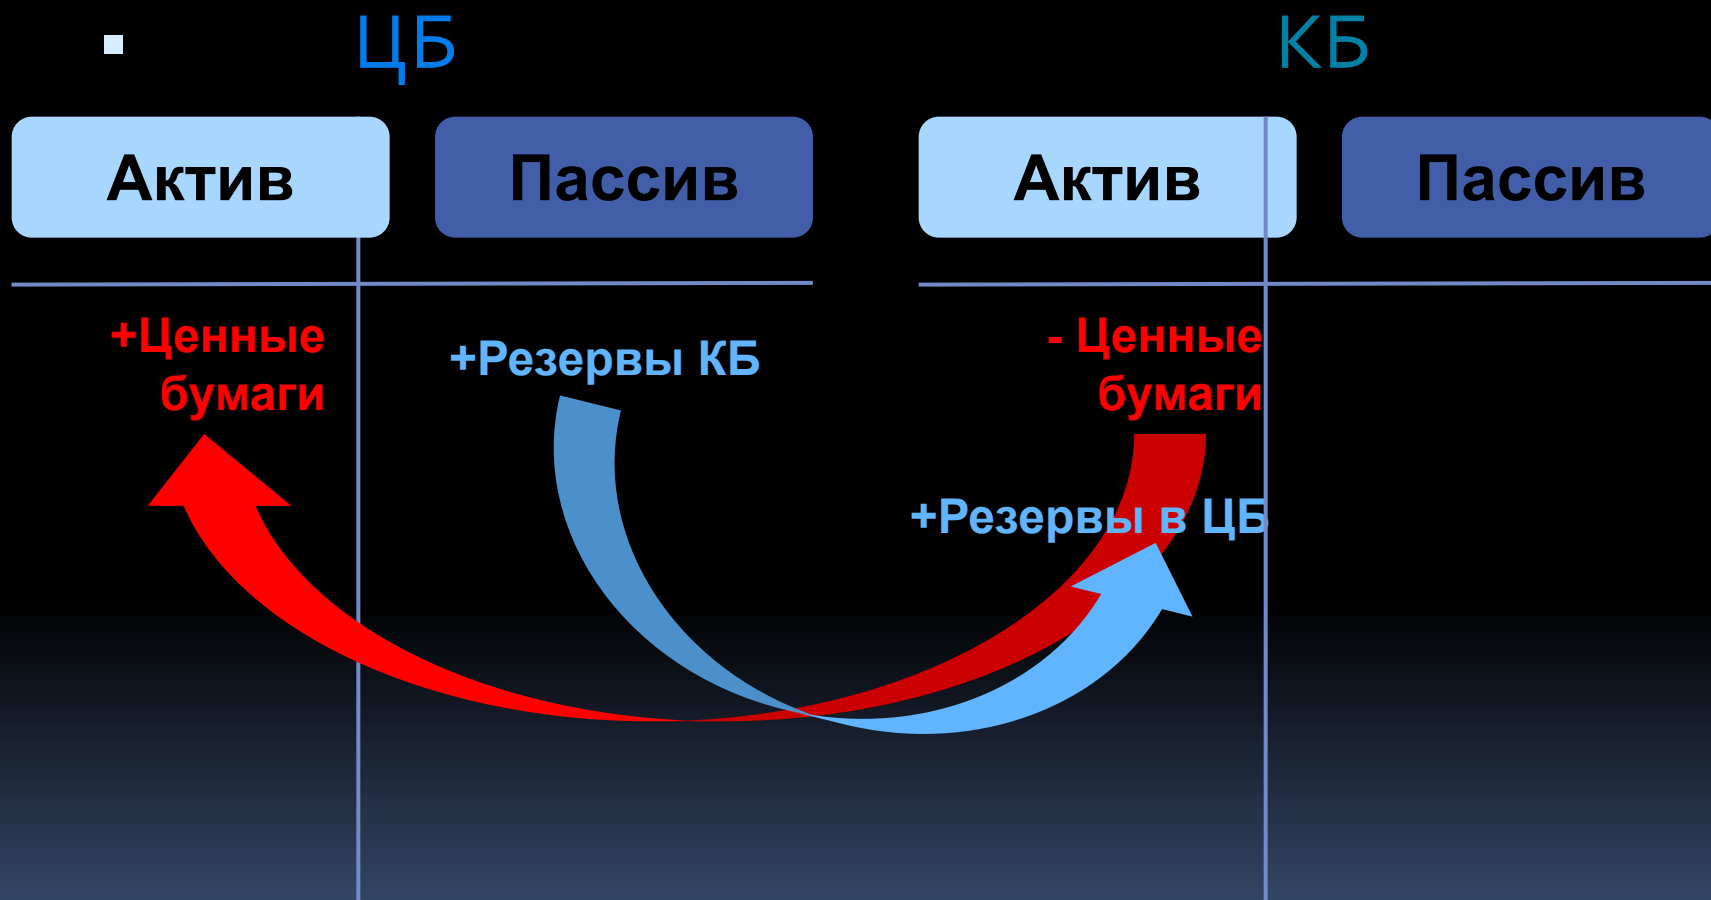 ЦБ
КБ
Актив
Пассив
Актив
Пассив
+Ценные
бумаги
+Резервы КБ
- Ценные
бумаги
+Резервы в ЦБ